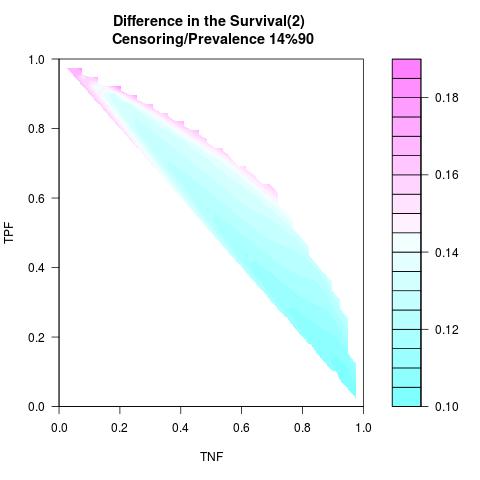 Difference in the Survival(2)
Censoring/Prevalence 14%90
1.0
0.8
0.6
0.4
0.2
0.0
TPF
0.0 0.2 0.4 0.6 0.8 1.0
TNF
0.18
0.16
0.14
0.12
0.10